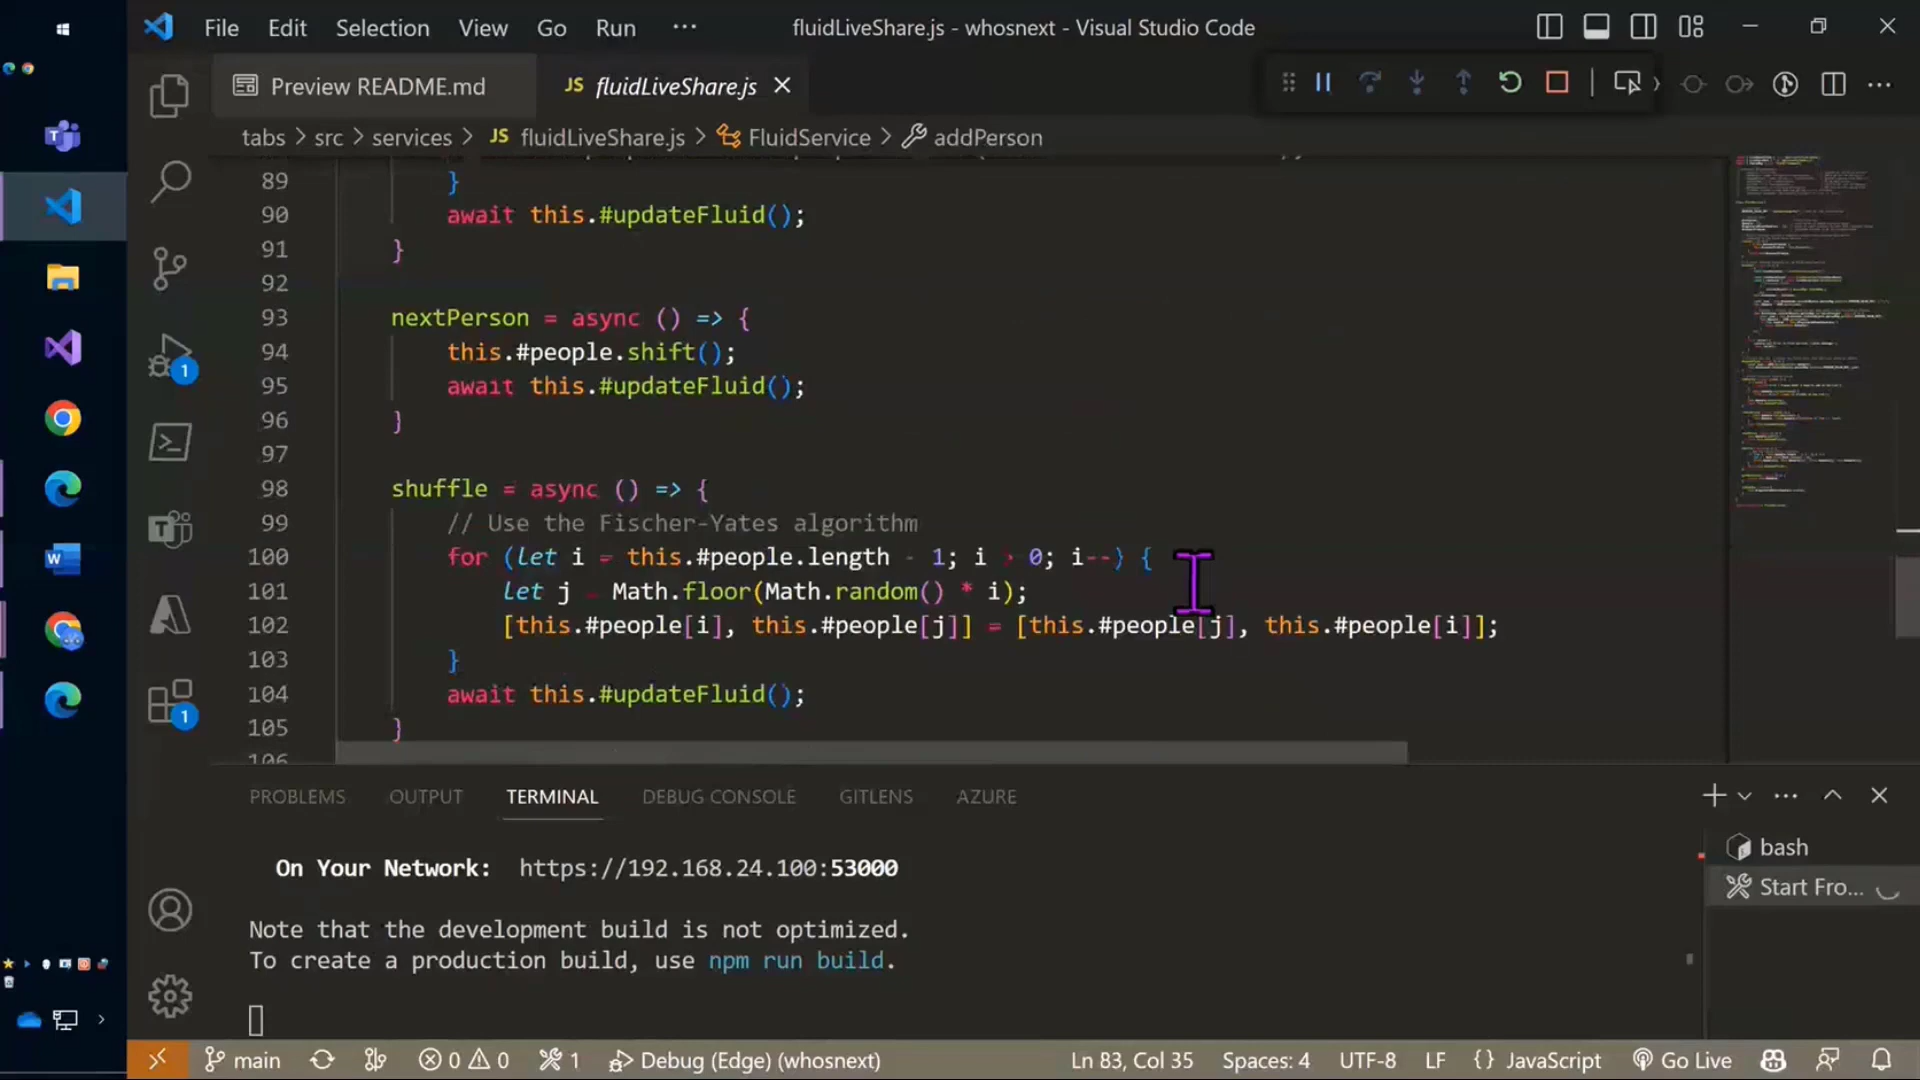 File Edit Selection View Go Run ···
fluidLiveShare.js - whosnext - Visual Studio Code
Preview README.md
JS fluidLiveShare.js
tabs > src > services > JS fluidLiveShare.js > FluidService > addPerson
89 }
90 await this.#updateFluid();
91 }
92
93 nextPerson = async () => {
94 this.#people.shift();
95 await this.#updateFluid();
96 }
97
98 shuffle = async () => {
99 // Use the Fischer-Yates algorithm
100 for (let i = this.#people.length - 1; i > 0; i--) {
101 let j = Math.floor(Math.random() * i);
102 [this.#people[i], this.#people[j]] = [this.#people[j], this.#people[i]];
103 }
104 await this.#updateFluid();
105 }
106
PROBLEMS OUTPUT TERMINAL DEBUG CONSOLE GITLENS AZURE
On Your Network: https://192.168.24.100:53000
Note that the development build is not optimized.
To create a production build, use npm run build.
bash
Start Fro...
1
1
main 0 0 1 Debug (Edge) (whosnext) Ln 83, Col 35 Spaces: 4 UTF-8 LF {} JavaScript Go Live